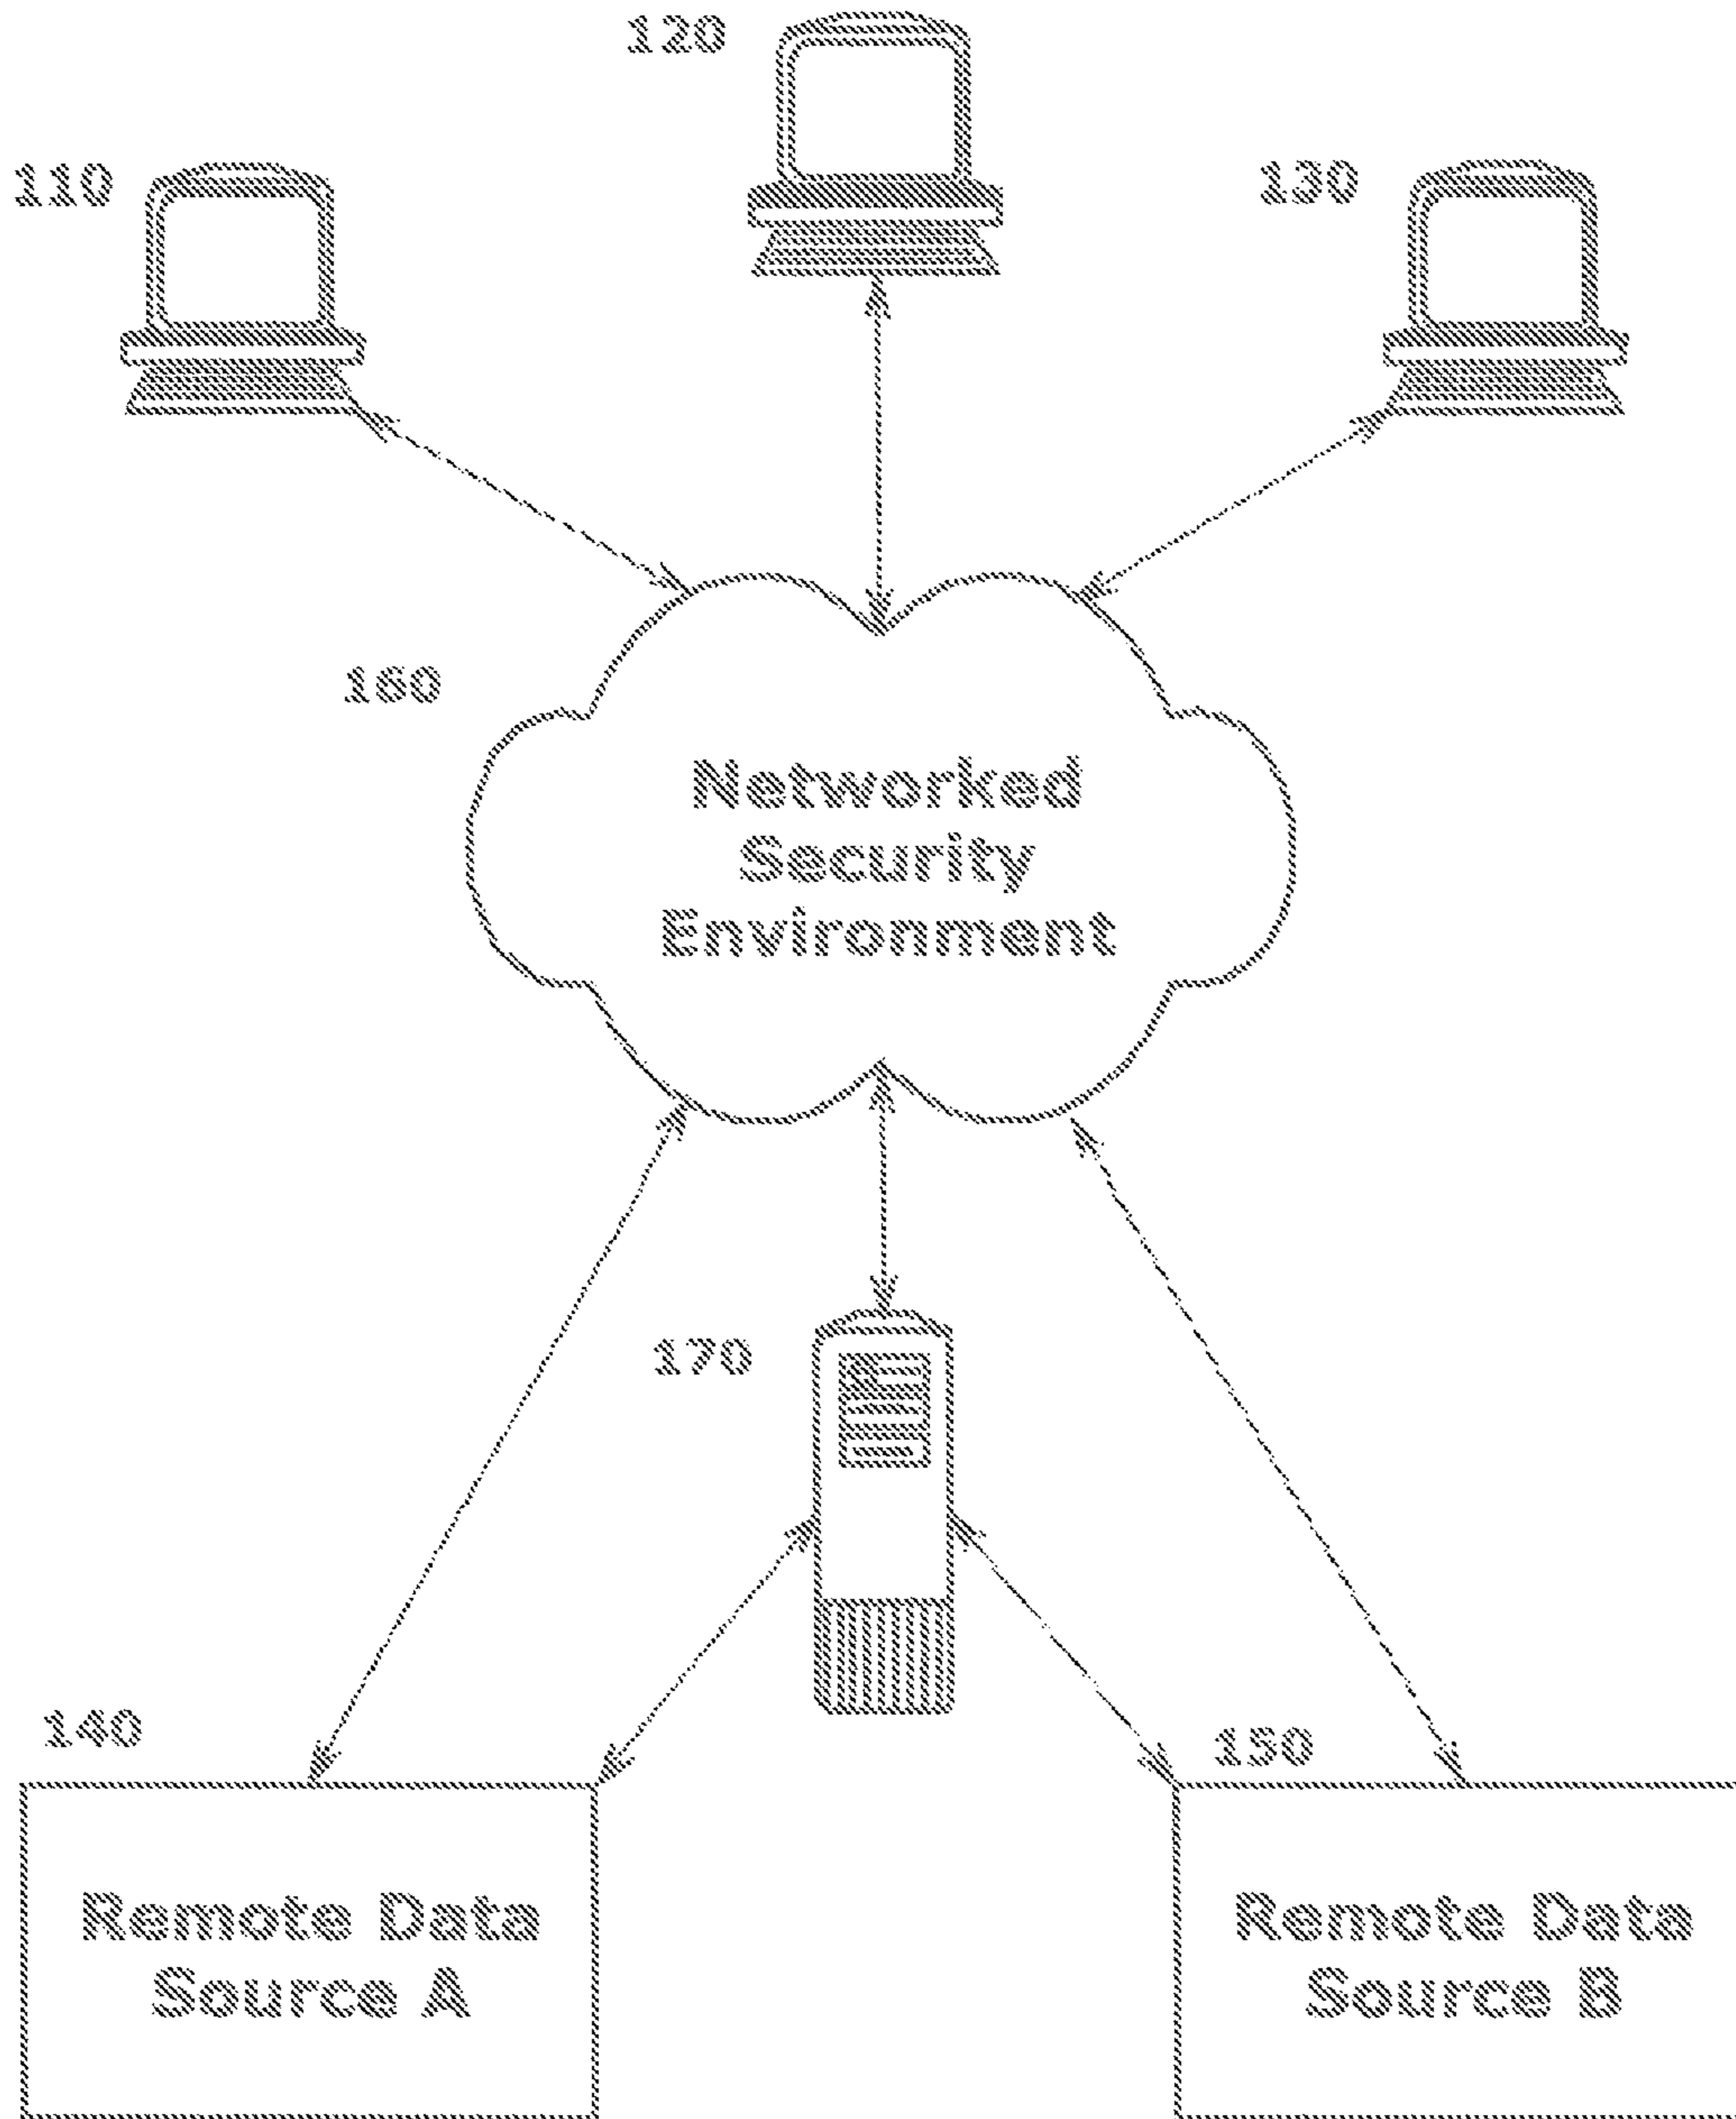 120
110
130
160
Networked
Security
Environment
170
140
150
Remote Data
Source A
Remote Data
Source B